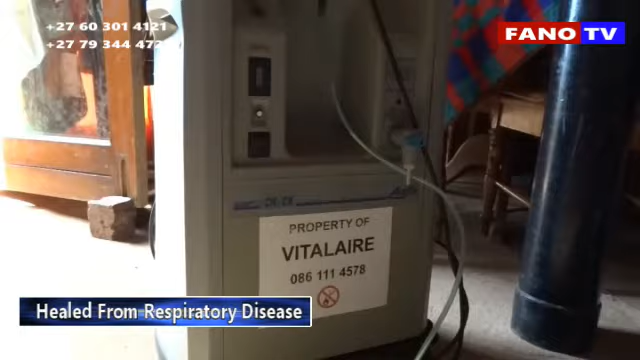 +27 60 301 4121
+27 79 344 472
FANO TV
PROPERTY OF
VITALAIRE
086 111 4578
Healed From Respiratory Disease